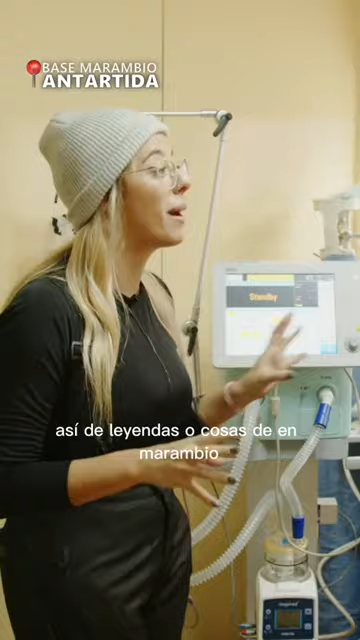 BASE MARAMBIO
ANTARTIDA
Standby
así de leyendas o cosas de en
marambio